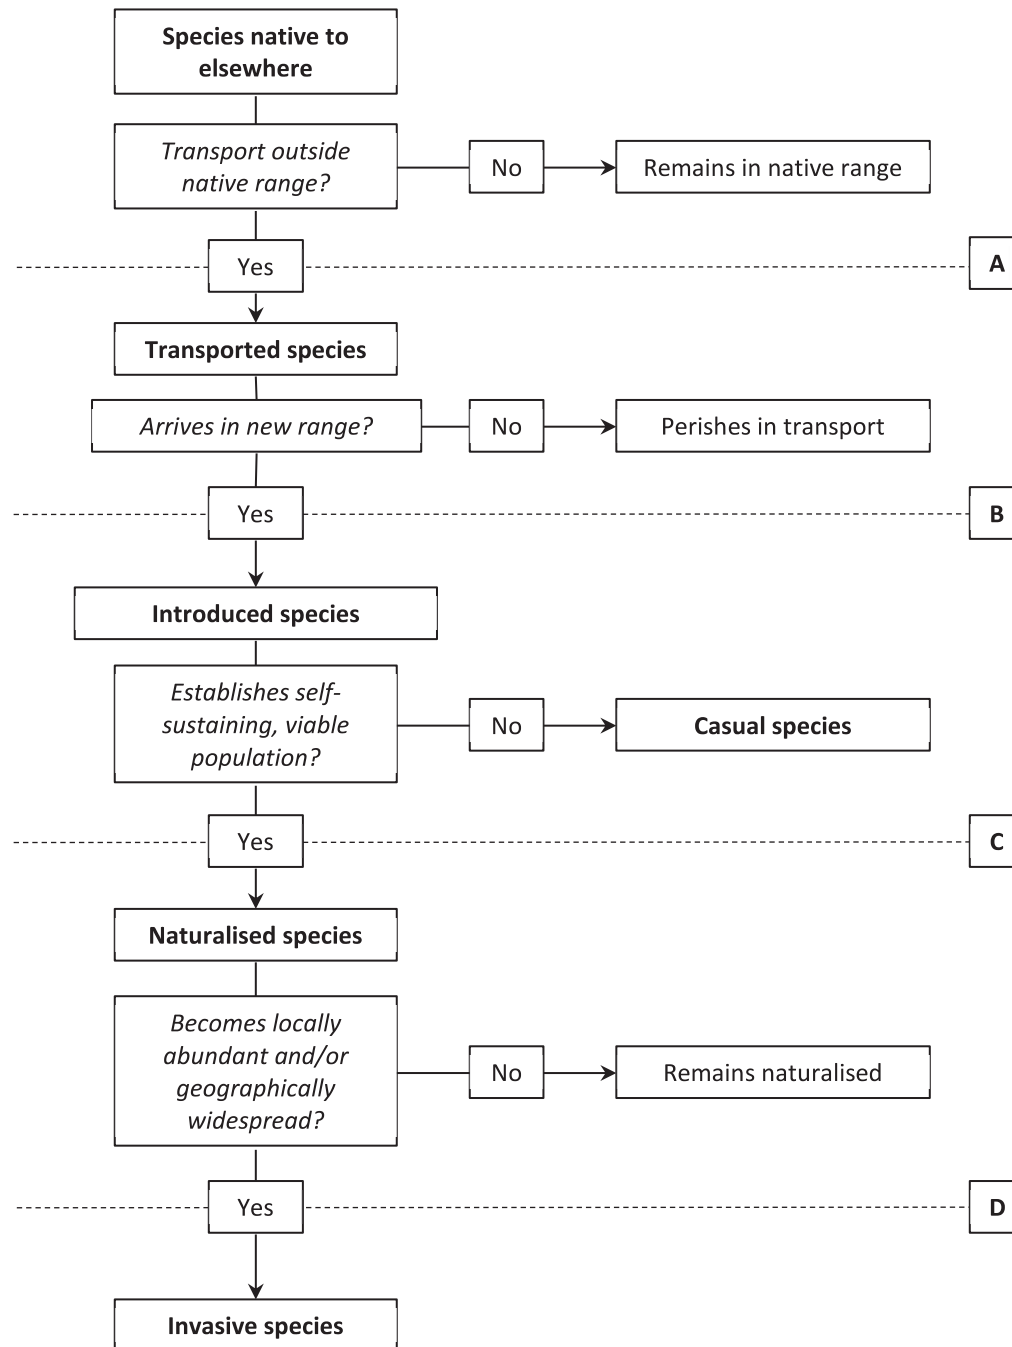 Species native to
elsewhere
Transport outside
native range?
No
Remains in native range
Yes
A
Transported species
Arrives in new range?
No
Perishes in transport
Yes
B
Introduced species
Establishes self-
sustaining, viable
population?
No
Casual species
Yes
C
Naturalised species
Becomes locally
abundant and/or
geographically
widespread?
No
Remains naturalised
Yes
D
Invasive species